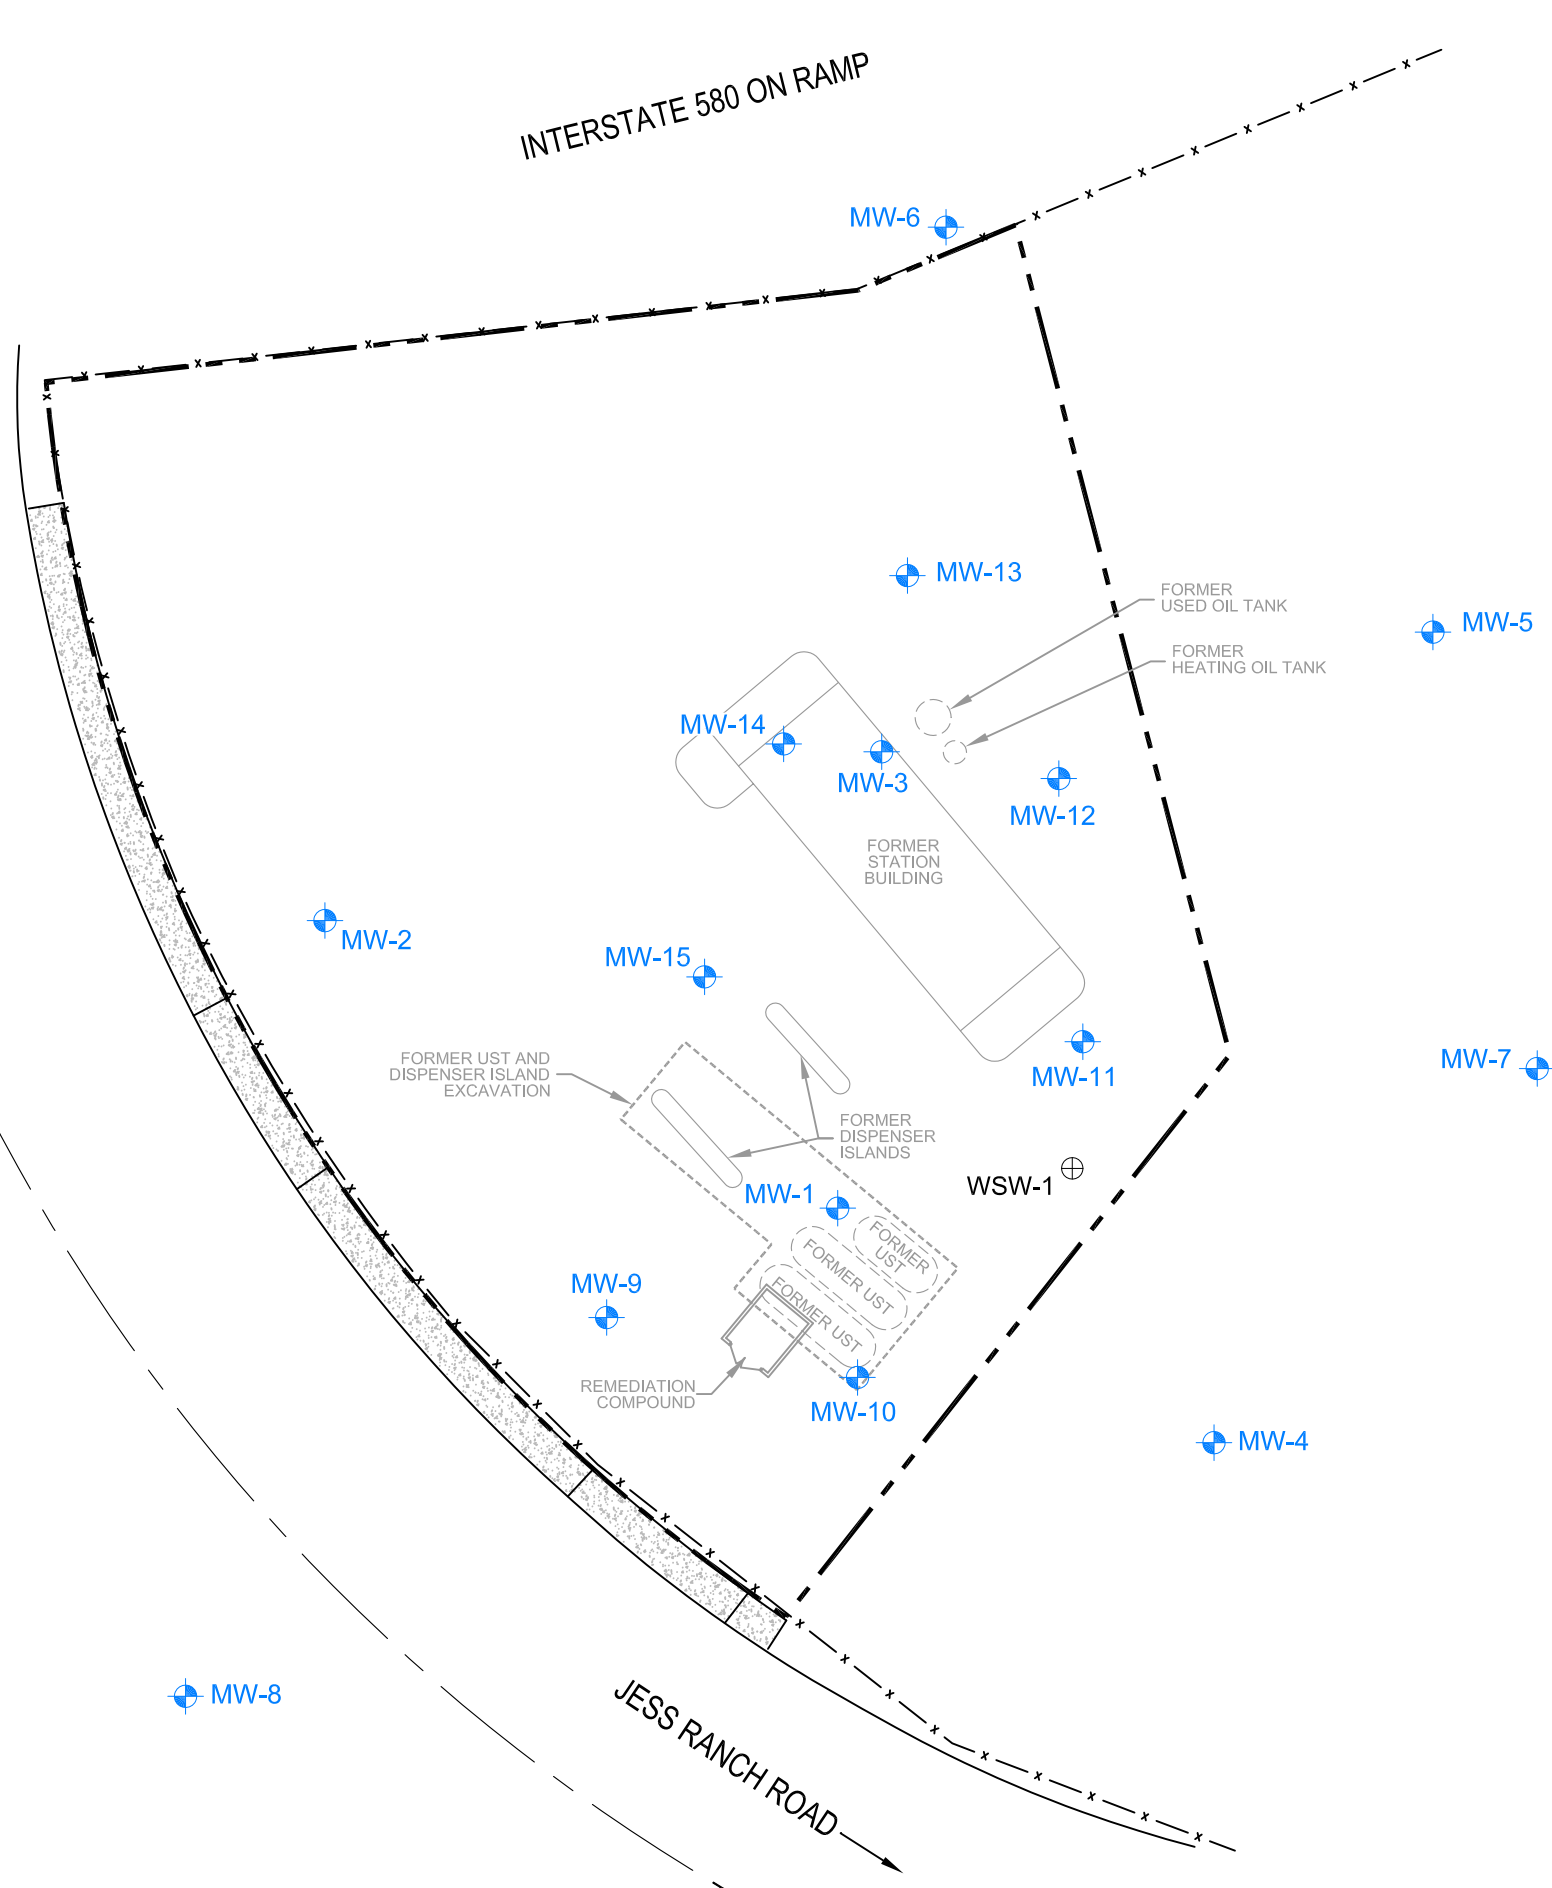 INTERSTATE 580 ON RAMP
MW-6
MW-13
FORMER
USED OIL TANK
MW-5
FORMER
HEATING OIL TANK
MW-14
MW-3
MW-12
FORMER
STATION
BUILDING
MW-2
MW-15
FORMER UST AND
DISPENSER ISLAND
EXCAVATION
MW-11
MW-7
FORMER
DISPENSER
ISLANDS
WSW-1
MW-1
FORMER
UST
FORMER UST
FORMER UST
MW-9
REMEDIATION
COMPOUND
MW-10
MW-4
MW-8
JESS RANCH ROAD